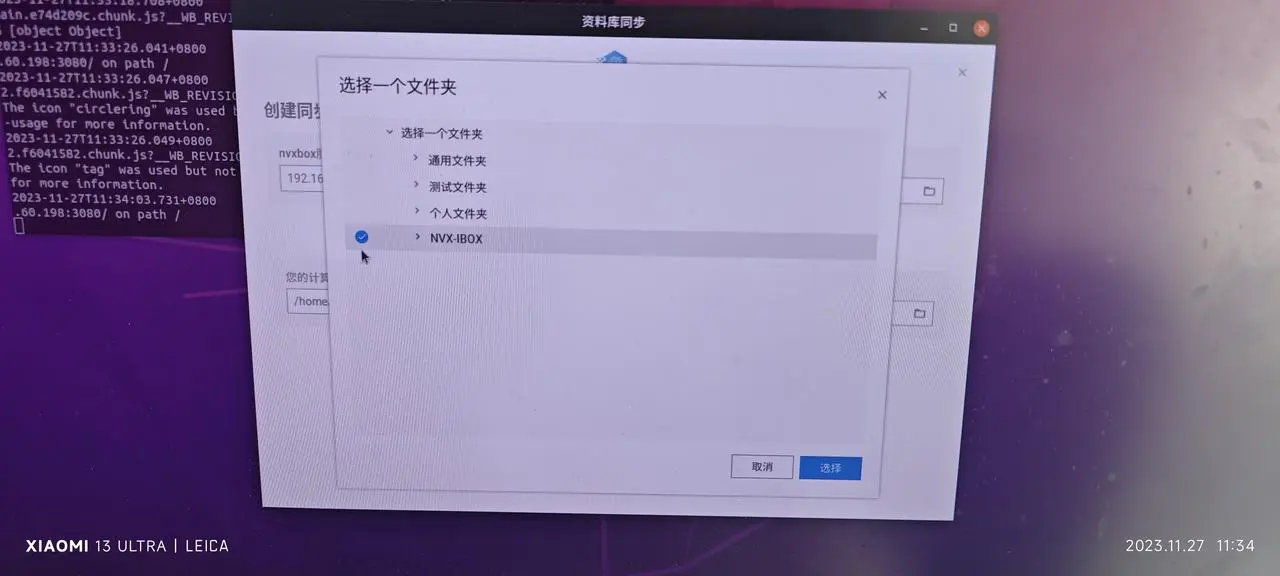 2023-11-27T11:33:18.708+0800
ain.e74d209c.chunk.js?__WB_REVI
[object Object]
2023-11-27T11:33:26.041+0800
.60.198:3080/ on path /
2023-11-27T11:33:26.047+0800
2.f6041582.chunk.js?__WB_REVISIO
The icon "circlering" was used b
-usage for more information.
2023-11-27T11:33:26.049+0800
2.f6041582.chunk.js?__WB_REVISIO
The icon "tag" was used but not
for more information.
2023-11-27T11:34:03.731+0800
.60.198:3080/ on path /
资料库同步
创建同步
nvxbox
192.16
您的计算
/home/
选择一个文件夹
选择一个文件夹
通用文件夹
测试文件夹
个人文件夹
NVX-IBOX
取消
选择
XIAOMI 13 ULTRA | LEICA
2023.11.27 11:34